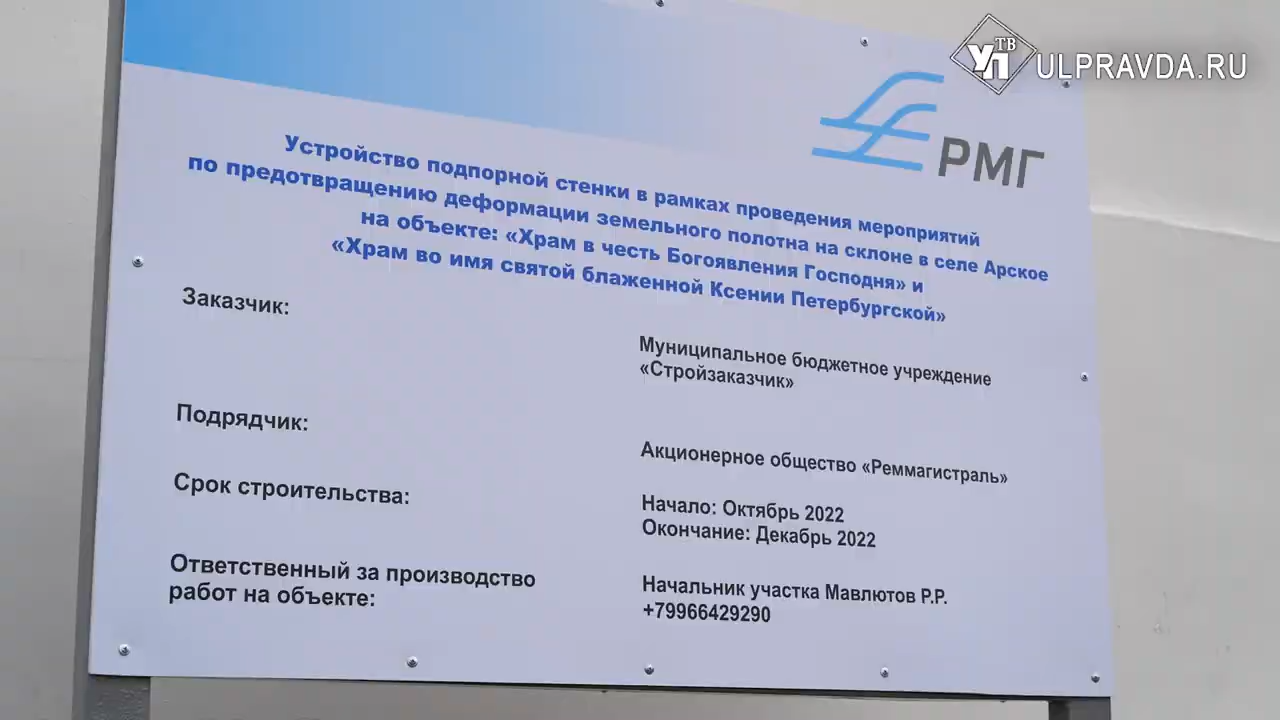 УП ТВ ULPRAVDA.RU
РМГ
Устройство подпорной стенки в рамках проведения мероприятий
по предотвращению деформации земельного полотна на склоне в селе Арское
на объекте: «Храм в честь Богоявления Господня» и
«Храм во имя святой блаженной Ксении Петербургской»
Заказчик:
Муниципальное бюджетное учреждение
«Стройзаказчик»
Подрядчик:
Акционерное общество «Реммагистраль»
Срок строительства:
Начало: Октябрь 2022
Окончание: Декабрь 2022
Ответственный за производство
работ на объекте:
Начальник участка Мавлютов Р.Р.
+79966429290